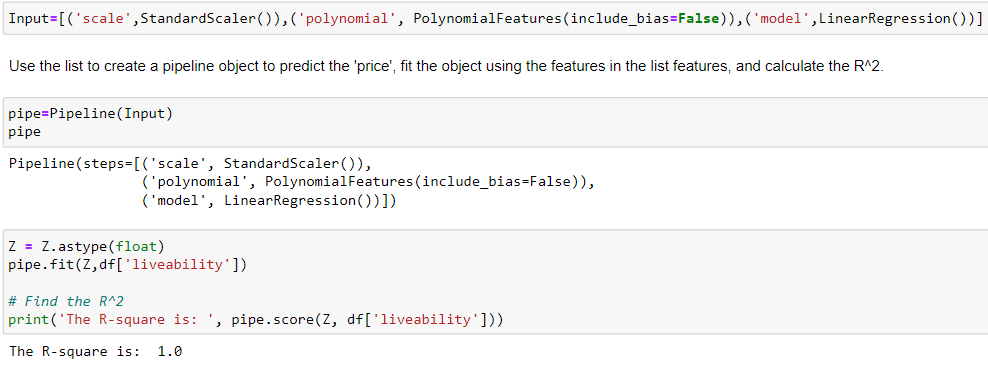 Input=[('scale',StandardScaler()),('polynomial', PolynomialFeatures(include_bias=False)),('model',LinearRegression())]
Use the list to create a pipeline object to predict the 'price', fit the object using the features in the list features, and calculate the R^2.
pipe=Pipeline(Input)
pipe
Pipeline(steps=[('scale', StandardScaler()),
('polynomial', PolynomialFeatures(include_bias=False)),
('model', LinearRegression())])
Z = Z.astype(float)
pipe.fit(Z,df['liveability'])
# Find the R^2
print('The R-square is: ', pipe.score(Z, df['liveability']))
The R-square is:  1.0